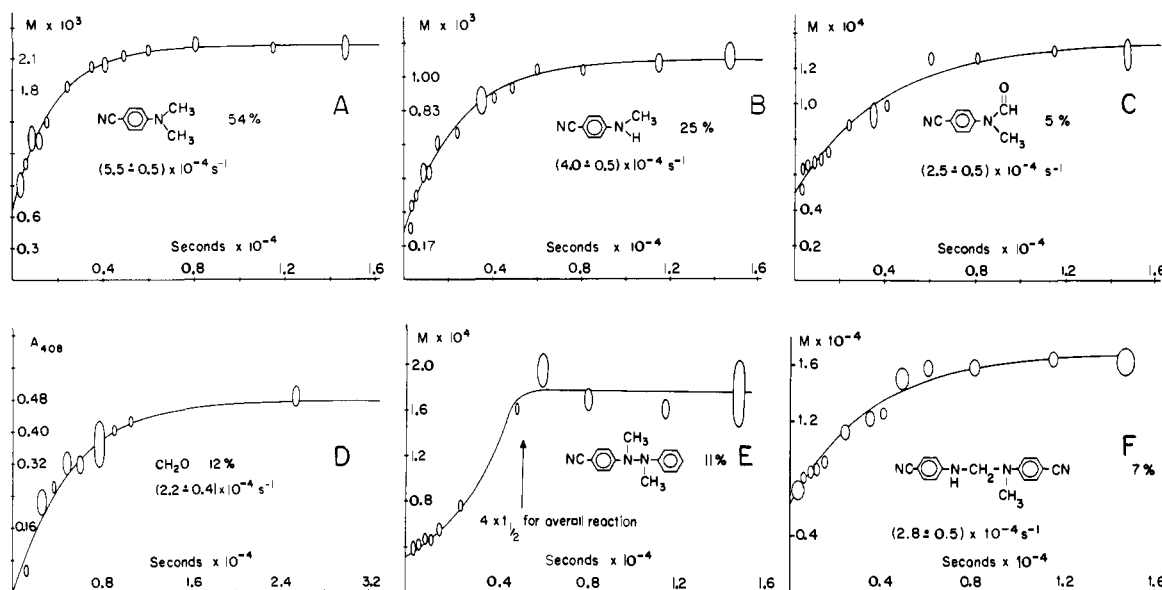 M x 10³
2.1
1.8
0.6
0.3
NC
N
CH₃
CH₃
54%
A
(5.5 ± 0.5) x 10⁻⁴ s⁻¹
Seconds x 10⁻⁴
0.4 0.8 1.2 1.6
M x 10³
1.00
0.83
0.17
B
NC
N
CH₃
H
25%
(4.0 ± 0.5) x 10⁻⁴ s⁻¹
Seconds x 10⁻⁴
0.4 0.8 1.2 1.6
M x 10⁴
1.2
1.0
0.4
0.2
C
O
CH
NC
N
CH₃
5%
(2.5 ± 0.5) x 10⁻⁴ s⁻¹
Seconds x 10⁻⁴
0.4 0.8 1.2 1.6
A₄₀₈
0.48
0.40
0.32
0.16
D
CH₂O 12%
(2.2 ± 0.4) x 10⁻⁴ s⁻¹
Seconds x 10⁻⁴
0.8 1.6 2.4 3.2
M x 10⁴
2.0
1.6
0.8
0.4
E
CH₃
NC
N
N
CH₃
11%
4 x t₁/₂ for overall reaction
Seconds x 10⁻⁴
0.4 0.8 1.2 1.6
M x 10⁻⁴
1.6
1.2
0.4
F
NC
N
H
CH₂
N
CH₃
CN
7%
(2.8 ± 0.5) x 10⁻⁴ s⁻¹
Seconds x 10⁻⁴
0.4 0.8 1.2 1.6